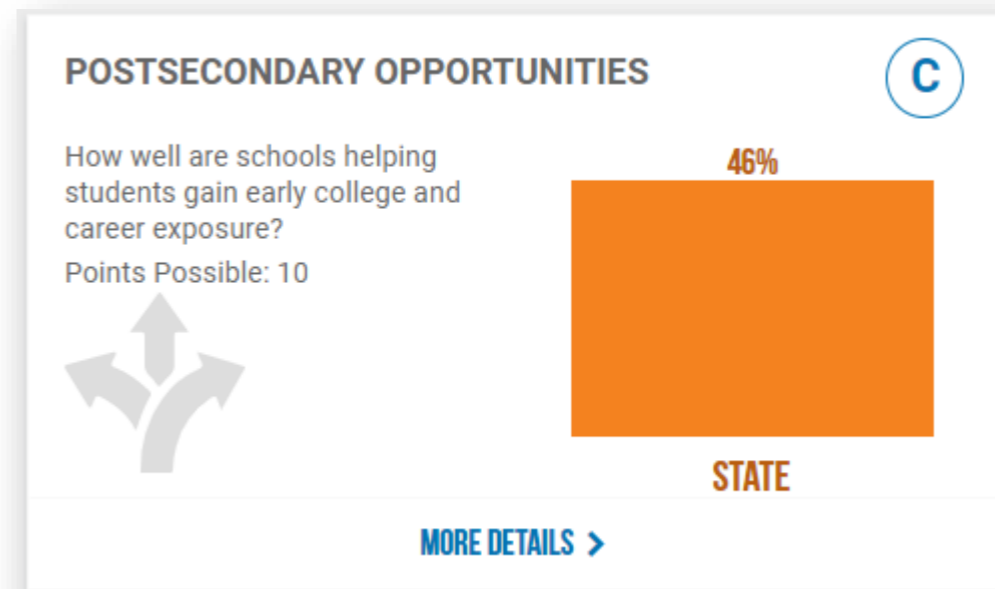 POSTSECONDARY OPPORTUNITIES
C
How well are schools helping
students gain early college and
career exposure?
Points Possible: 10
46%
STATE
MORE DETAILS >